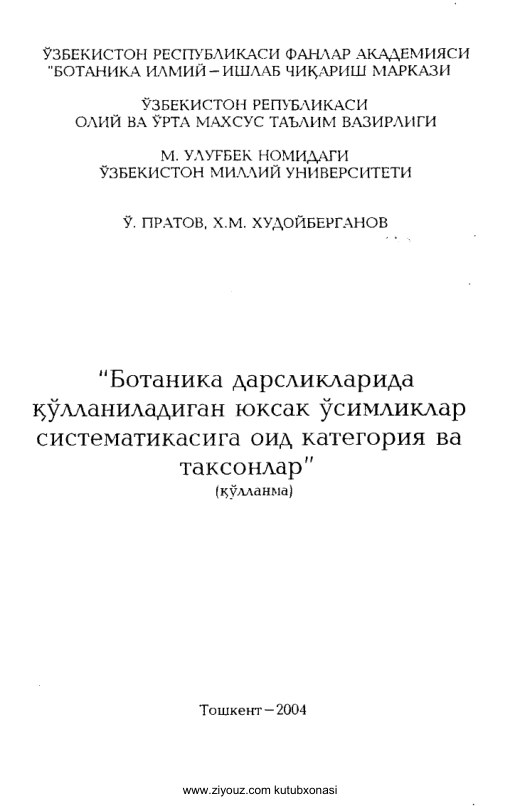 ЎЗБЕКИСТОН РЕСПУБЛИКАСИ ФАНЛАР АКАДЕМИЯСИ
"БОТАНИКА ИЛМИЙ – ИШЛАБ ЧИҚАРИШ МАРКАЗИ
ЎЗБЕКИСТОН РЕПУБЛИКАСИ
ОЛИЙ ВА ЎРТА МАХСУС ТАЪЛИМ ВАЗИРЛИГИ
М. УЛУҒБЕК НОМИДАГИ
ЎЗБЕКИСТОН МИЛЛИЙ УНИВЕРСИТЕТИ
Ў. ПРАТОВ, Х.М. ХУДОЙБЕРГАНОВ
"Ботаника дарсликларида
қўлланиладиган юксак ўсимликлар
систематикасига оид категория ва
таксонлар"
(қўлланма)
Тошкент – 2004
www.ziyouz.com kutubxonasi